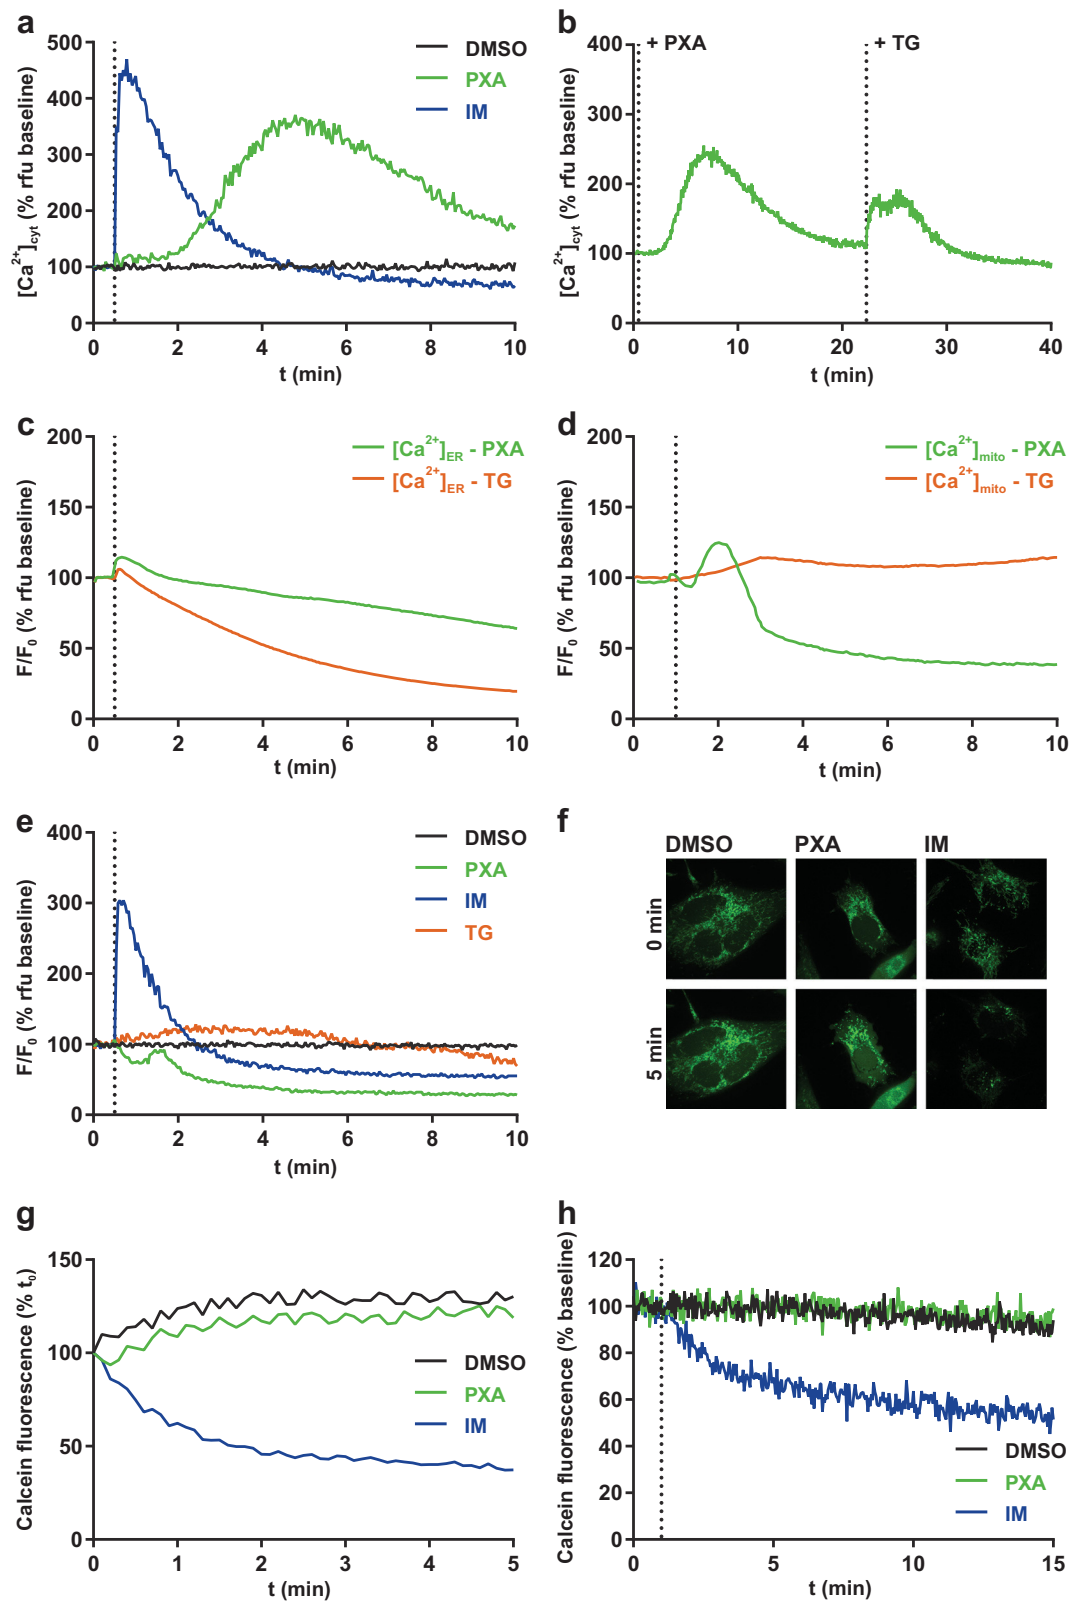 a
[Ca²⁺]cyt (% rfu baseline)
500
400
300
200
100
0
0 2 4 6 8 10
t (min)
DMSO
PXA
IM
b
[Ca²⁺]cyt (% rfu baseline)
400
300
200
100
0
0 10 20 30 40
t (min)
+ PXA
+ TG
c
F/F₀ (% rfu baseline)
200
150
100
50
0
0 2 4 6 8 10
t (min)
[Ca²⁺]ER - PXA
[Ca²⁺]ER - TG
d
F/F₀ (% rfu baseline)
200
150
100
50
0
0 2 4 6 8 10
t (min)
[Ca²⁺]mito - PXA
[Ca²⁺]mito - TG
e
F/F₀ (% rfu baseline)
400
300
200
100
0
0 2 4 6 8 10
t (min)
DMSO
PXA
IM
TG
f
DMSO PXA IM
0 min
5 min
g
Calcein fluorescence (% t₀)
150
100
50
0
0 1 2 3 4 5
t (min)
DMSO
PXA
IM
h
Calcein fluorescence (% baseline)
120
100
80
60
40
20
0
0 5 10 15
t (min)
DMSO
PXA
IM